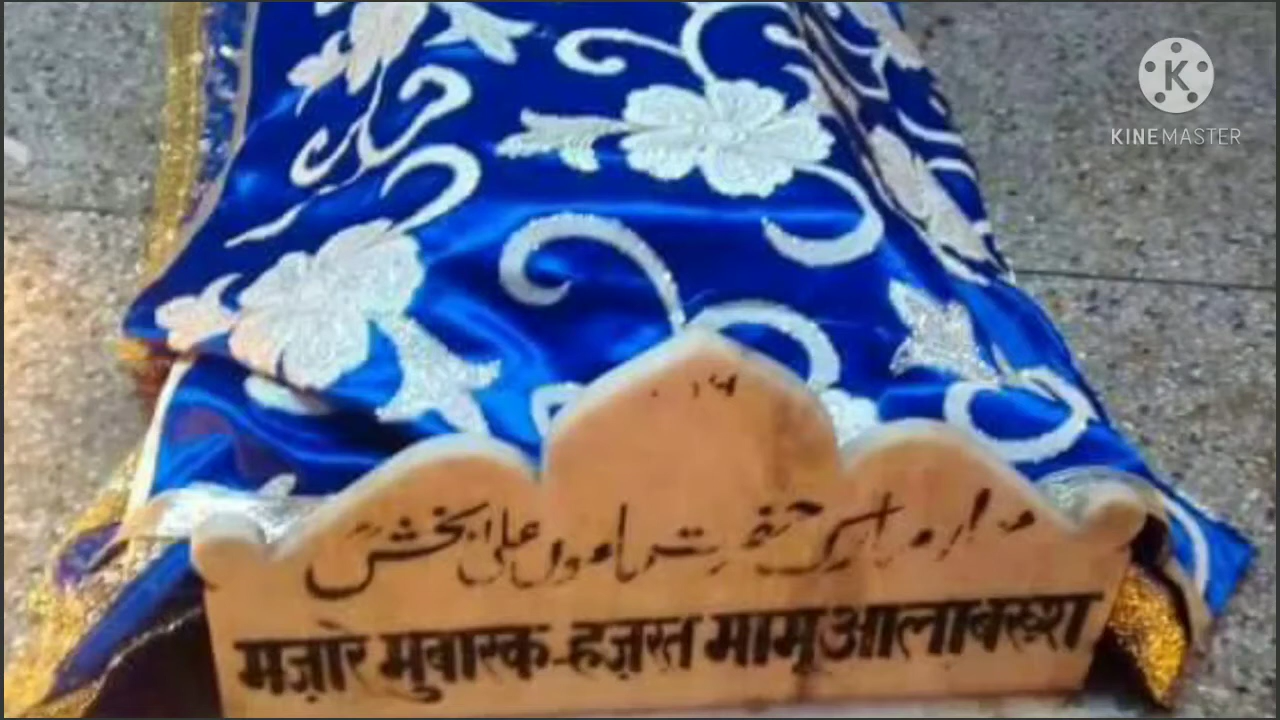 KINEMASTER
مزار مبارک حضرت ماموں علی بخش
मज़ारे मुबारक-हज़रत मामू आलाबख़्श